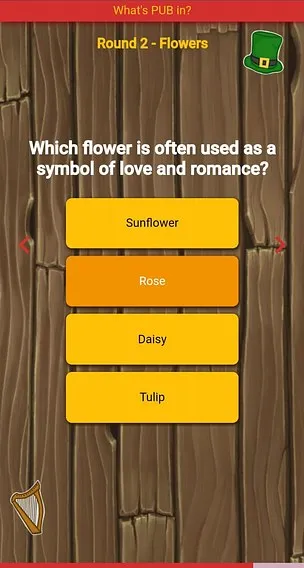 What's PUB in?
Round 2 - Flowers
Which flower is often used as a
symbol of love and romance?
Sunflower
Rose
Daisy
Tulip